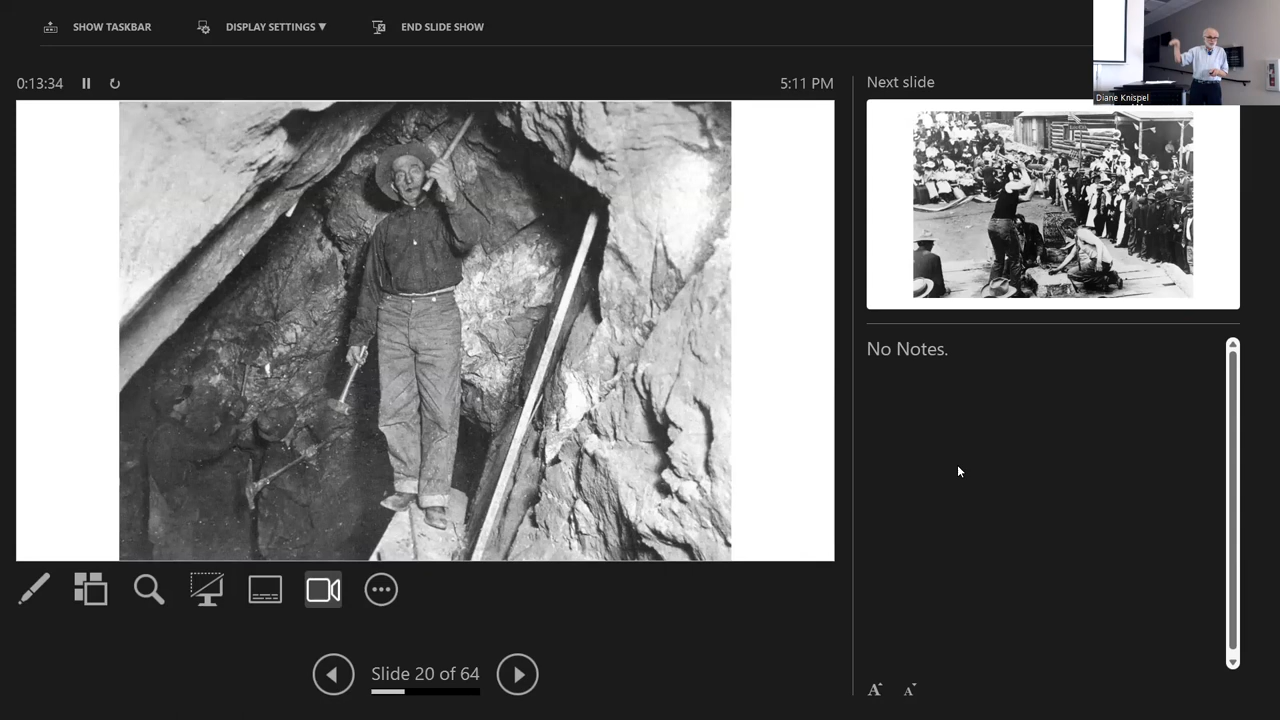 SHOW TASKBAR
DISPLAY SETTINGS ▼
END SLIDE SHOW
Diane Knispel
0:13:34
5:11 PM
Next slide
No Notes.
Slide 20 of 64
A A